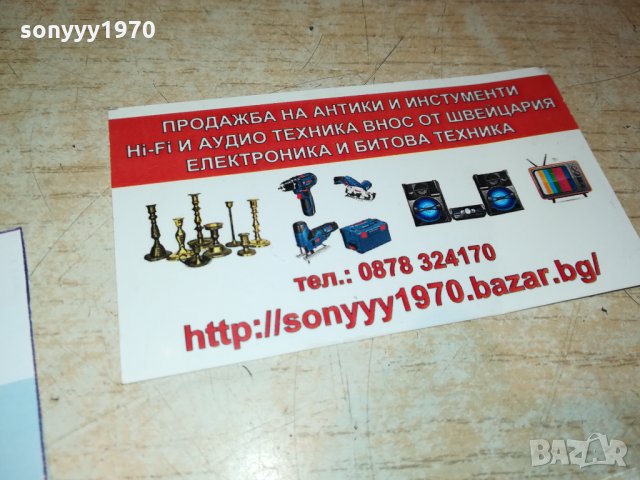 sonyyy1970
ПРОДАЖБА НА АНТИКИ И ИНСТУМЕНТИ
Hi-Fi И АУДИО ТЕХНИКА ВНОС ОТ ШВЕЙЦАРИЯ
ЕЛЕКТРОНИКА И БИТОВА ТЕХНИКА
тел.: 0878 324170
http://sonyyy1970.bazar.bg/
BAZAR